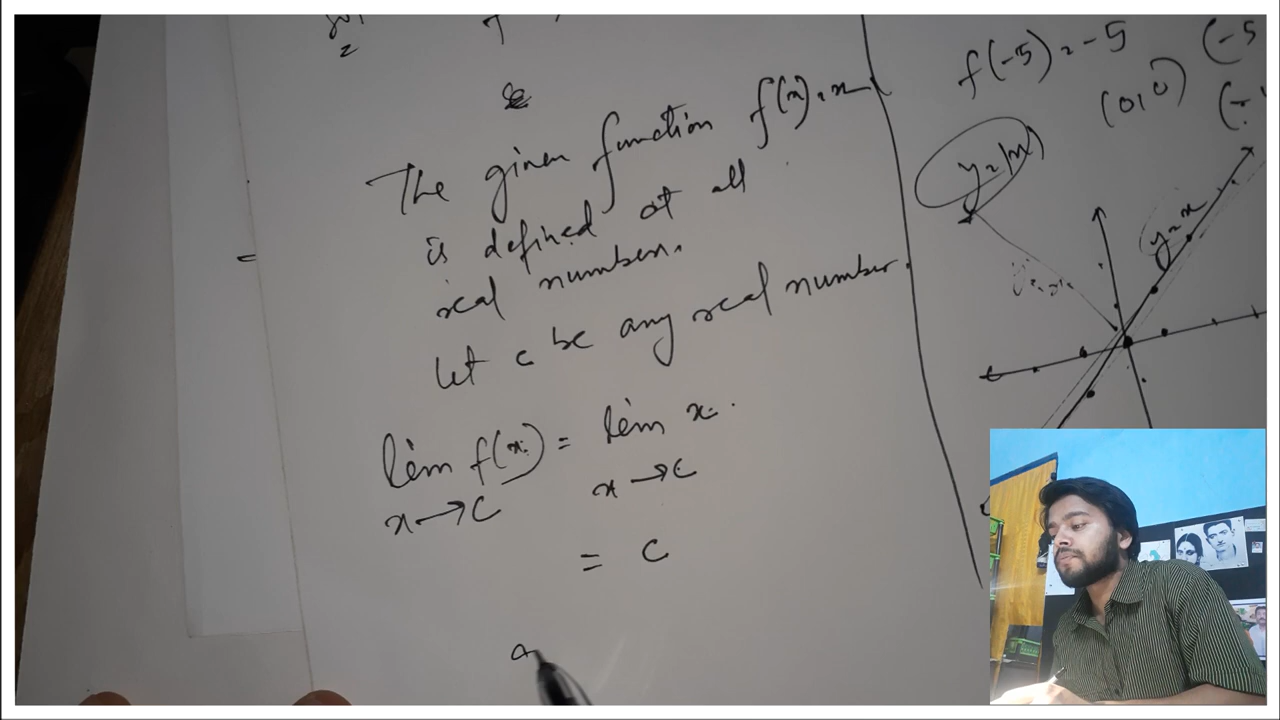 The given function f(x) = x
is defined at all
real numbers.
Let c be any real number.
lim f(x) = lim x.
x→c x→c
= c
f(-5) = -5 (-5
(0,0) (-
y=|x|
y=x